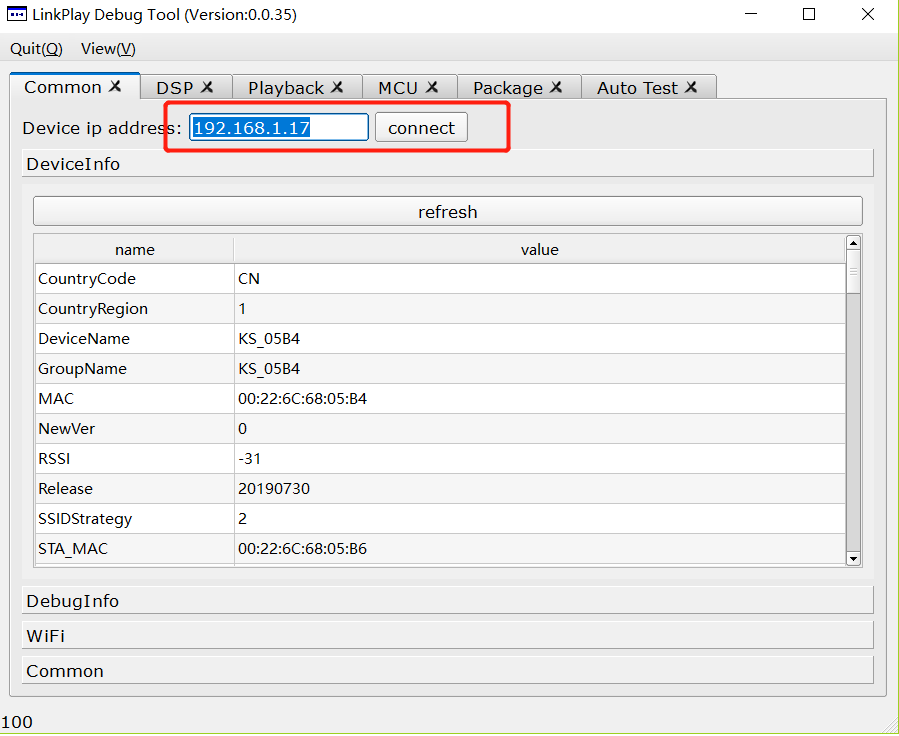 LinkPlay Debug Tool (Version:0.0.35)
Quit(Q) View(V)
Common DSP Playback MCU Package Auto Test
Device ip address: 192.168.1.17 connect
DeviceInfo
refresh
name value
CountryCode CN
CountryRegion 1
DeviceName KS_05B4
GroupName KS_05B4
MAC 00:22:6C:68:05:B4
NewVer 0
RSSI -31
Release 20190730
SSIDStrategy 2
STA_MAC 00:22:6C:68:05:B6
DebugInfo
WiFi
Common
100